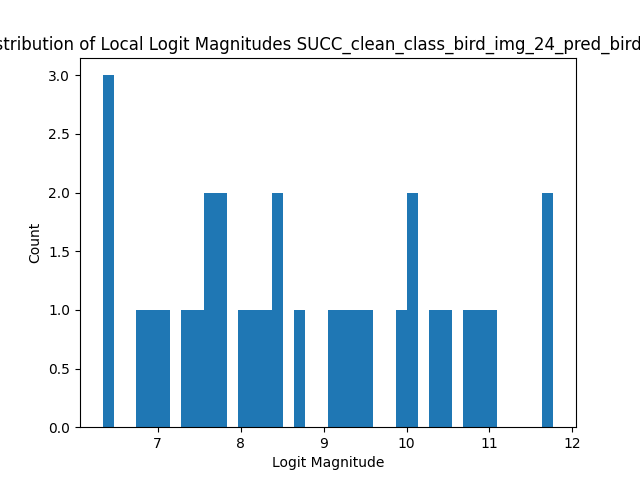 stribution of Local Logit Magnitudes SUCC_clean_class_bird_img_24_pred_bird
3.0
2.5
2.0
1.5
1.0
0.5
0.0
Count
7 8 9 10 11 12
Logit Magnitude